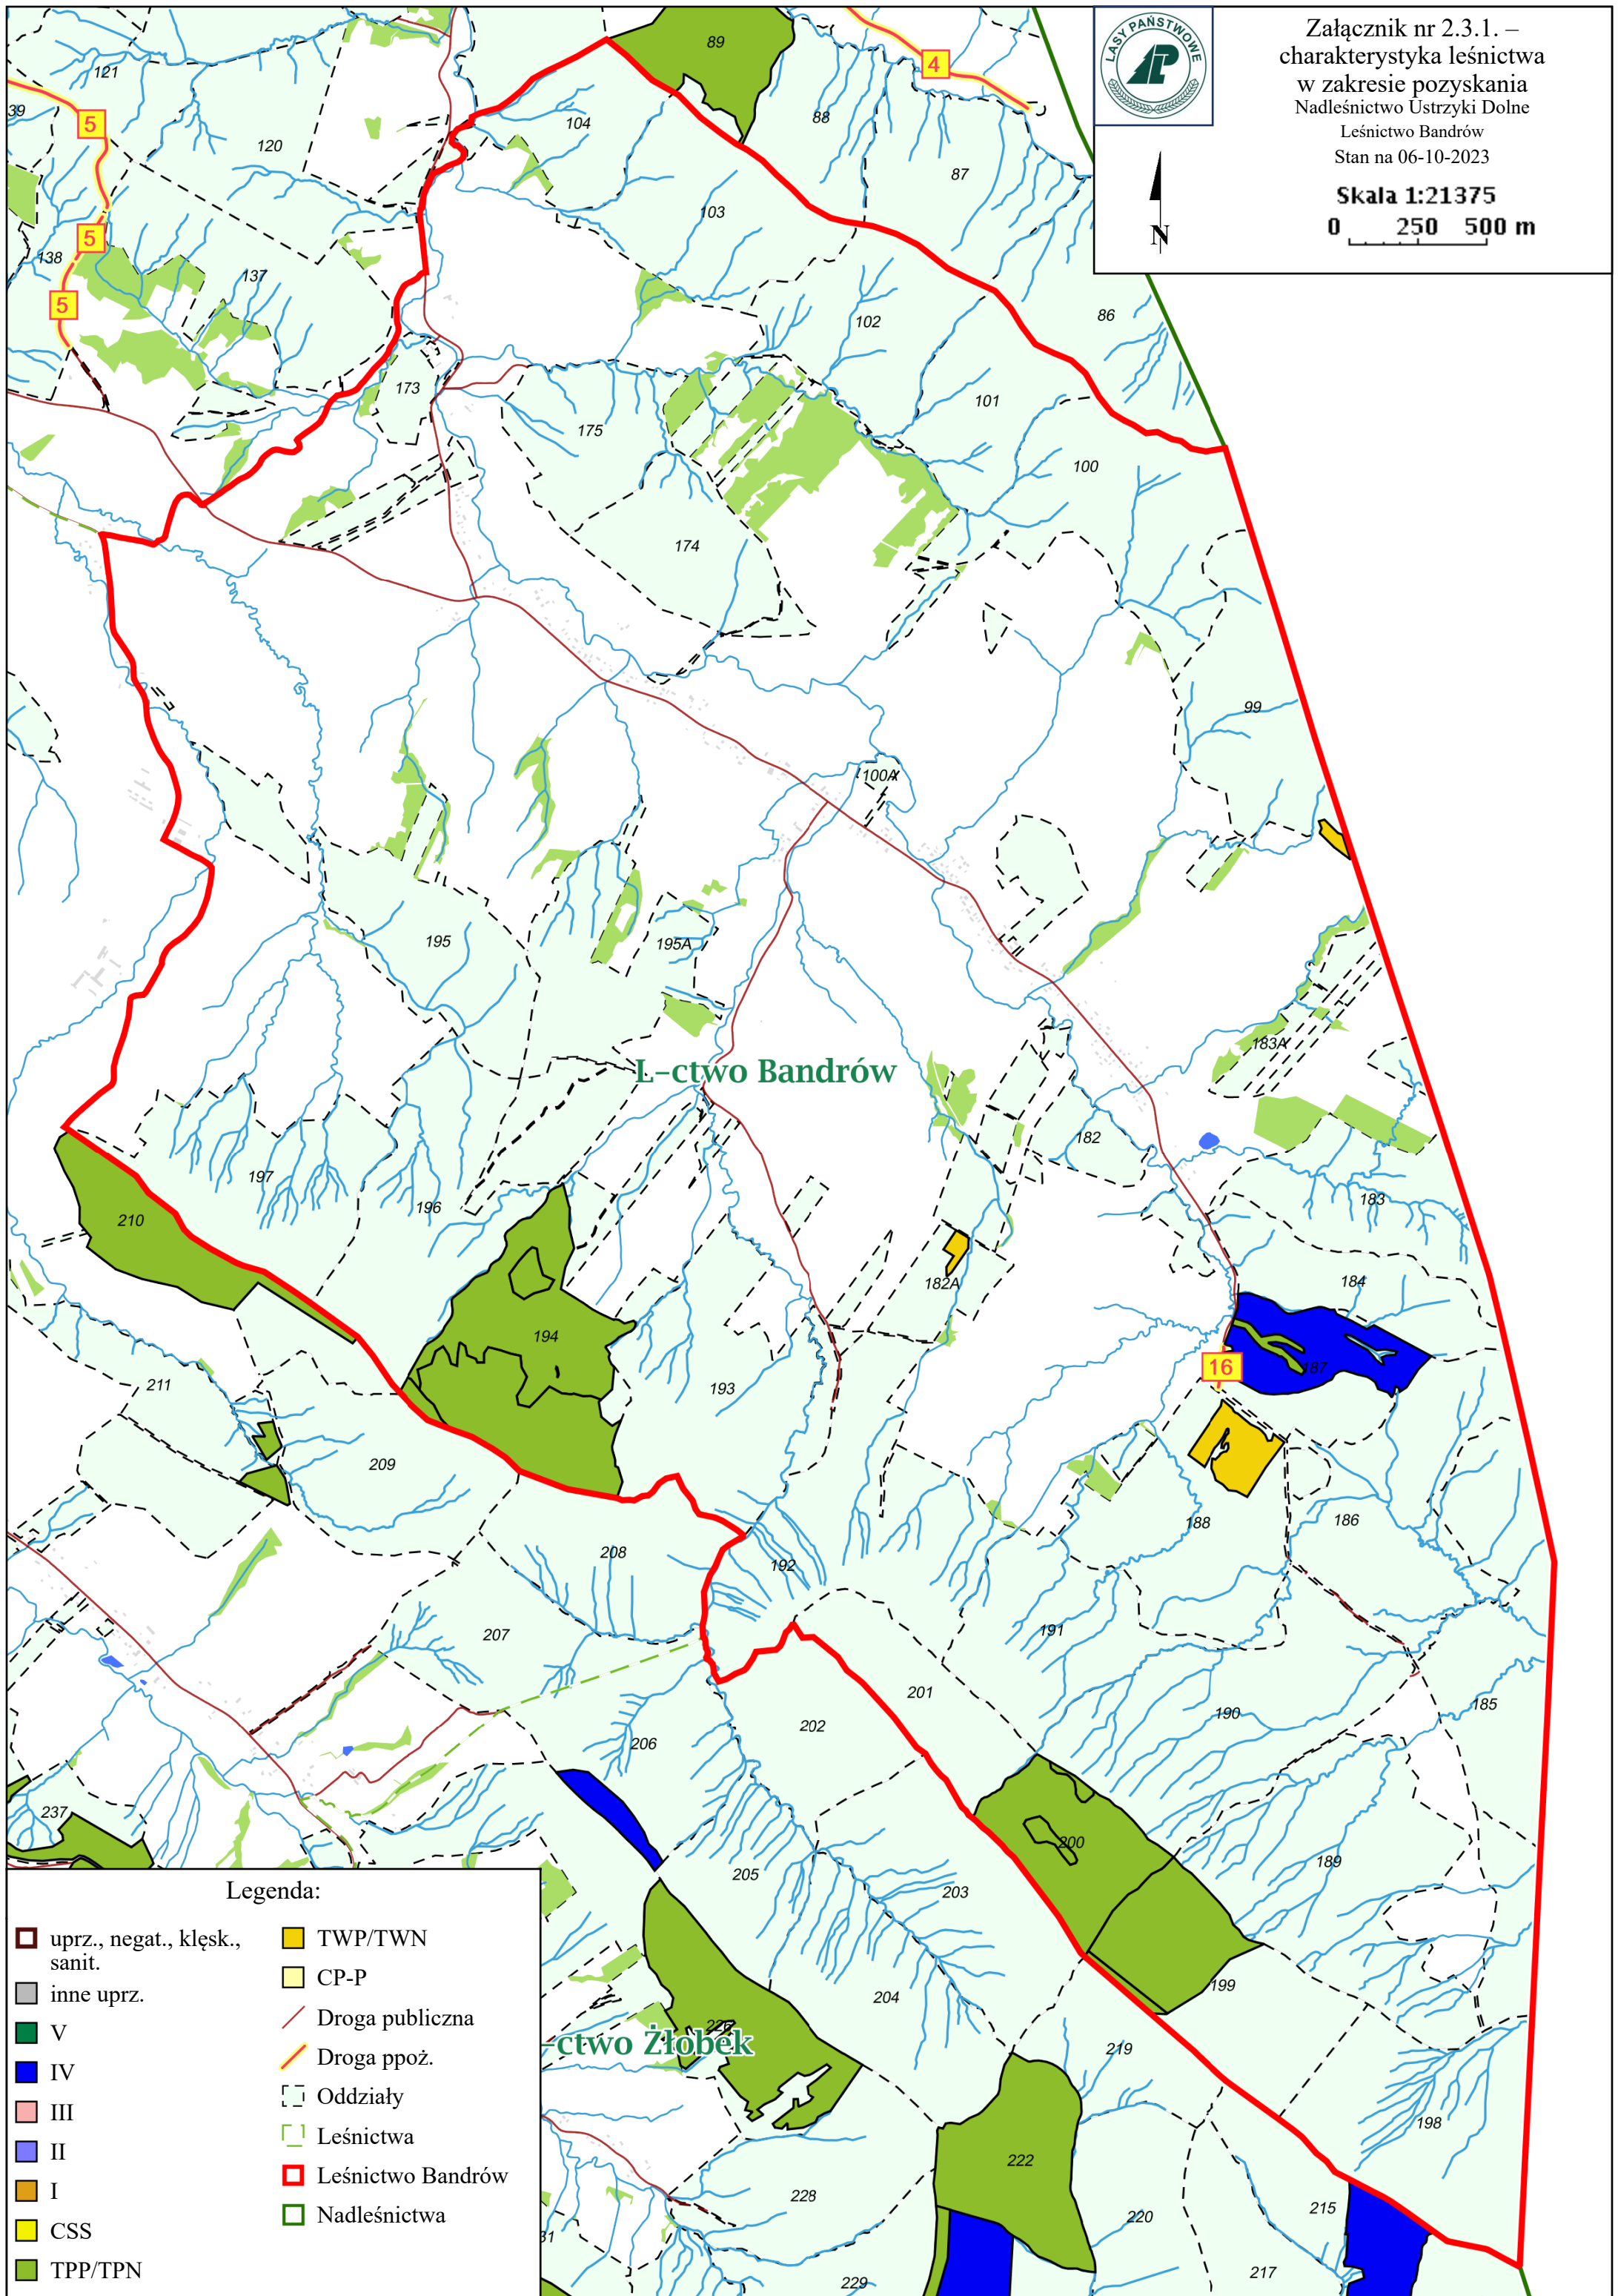 LASY PAŃSTWOWE
LP
Załącznik nr 2.3.1. –
charakterystyka leśnictwa
w zakresie pozyskania
Nadleśnictwo Ustrzyki Dolne
Leśnictwo Bandrów
Stan na 06-10-2023
Skala 1:21375
0 250 500 m
N
89
4
121
39
5
120
104
88
87
103
5
138
137
5
102
86
173
101
175
100
174
99
100A
195
195A
183A
L–ctwo Bandrów
182
197
196
183
210
182A
184
194
16
187
211
193
209
188
186
208
192
207
191
201
185
202
190
206
237
200
205
189
203
199
204
226
–ctwo Żłobek
219
198
222
228
220
215
31
217
229
Legenda:
uprz., negat., klęsk.,
sanit.
inne uprz.
V
IV
III
II
I
CSS
TPP/TPN
TWP/TWN
CP-P
Droga publiczna
Droga ppoż.
Oddziały
Leśnictwa
Leśnictwo Bandrów
Nadleśnictwa